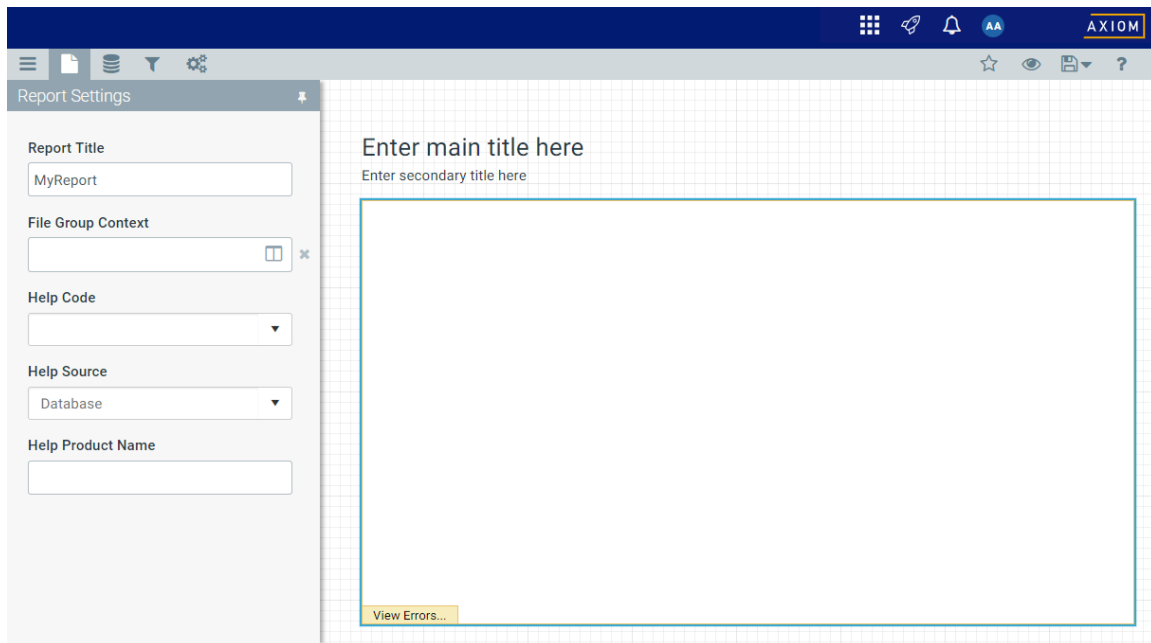 AA
AXIOM
?
Report Settings
Report Title
MyReport
File Group Context
Help Code
Help Source
Database
Help Product Name
Enter main title here
Enter secondary title here
View Errors...